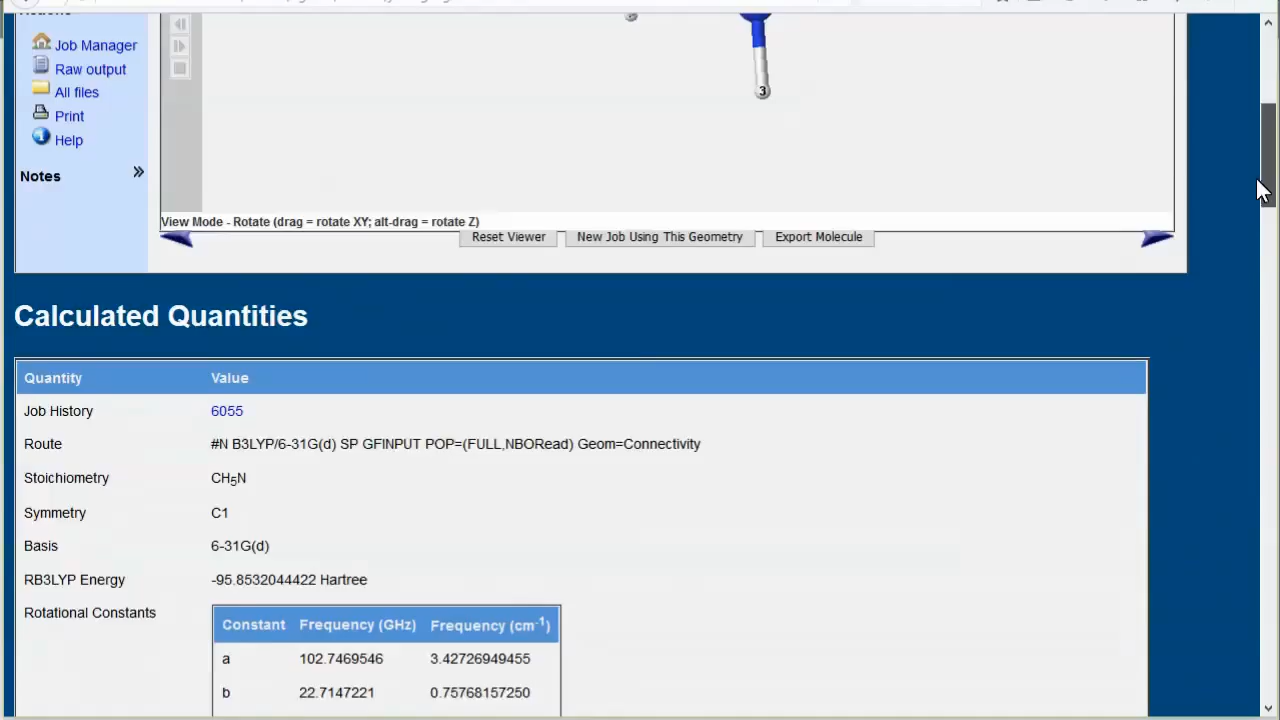 Job Manager
Raw output
All files
Print
Help
Notes
3
View Mode - Rotate (drag = rotate XY; alt-drag = rotate Z)
Reset Viewer New Job Using This Geometry Export Molecule
Calculated Quantities
Quantity Value
Job History 6055
Route #N B3LYP/6-31G(d) SP GFINPUT POP=(FULL,NBORead) Geom=Connectivity
Stoichiometry CH5N
Symmetry C1
Basis 6-31G(d)
RB3LYP Energy -95.8532044422 Hartree
Rotational Constants
Constant Frequency (GHz) Frequency (cm-1)
a 102.7469546 3.42726949455
b 22.7147221 0.75768157250